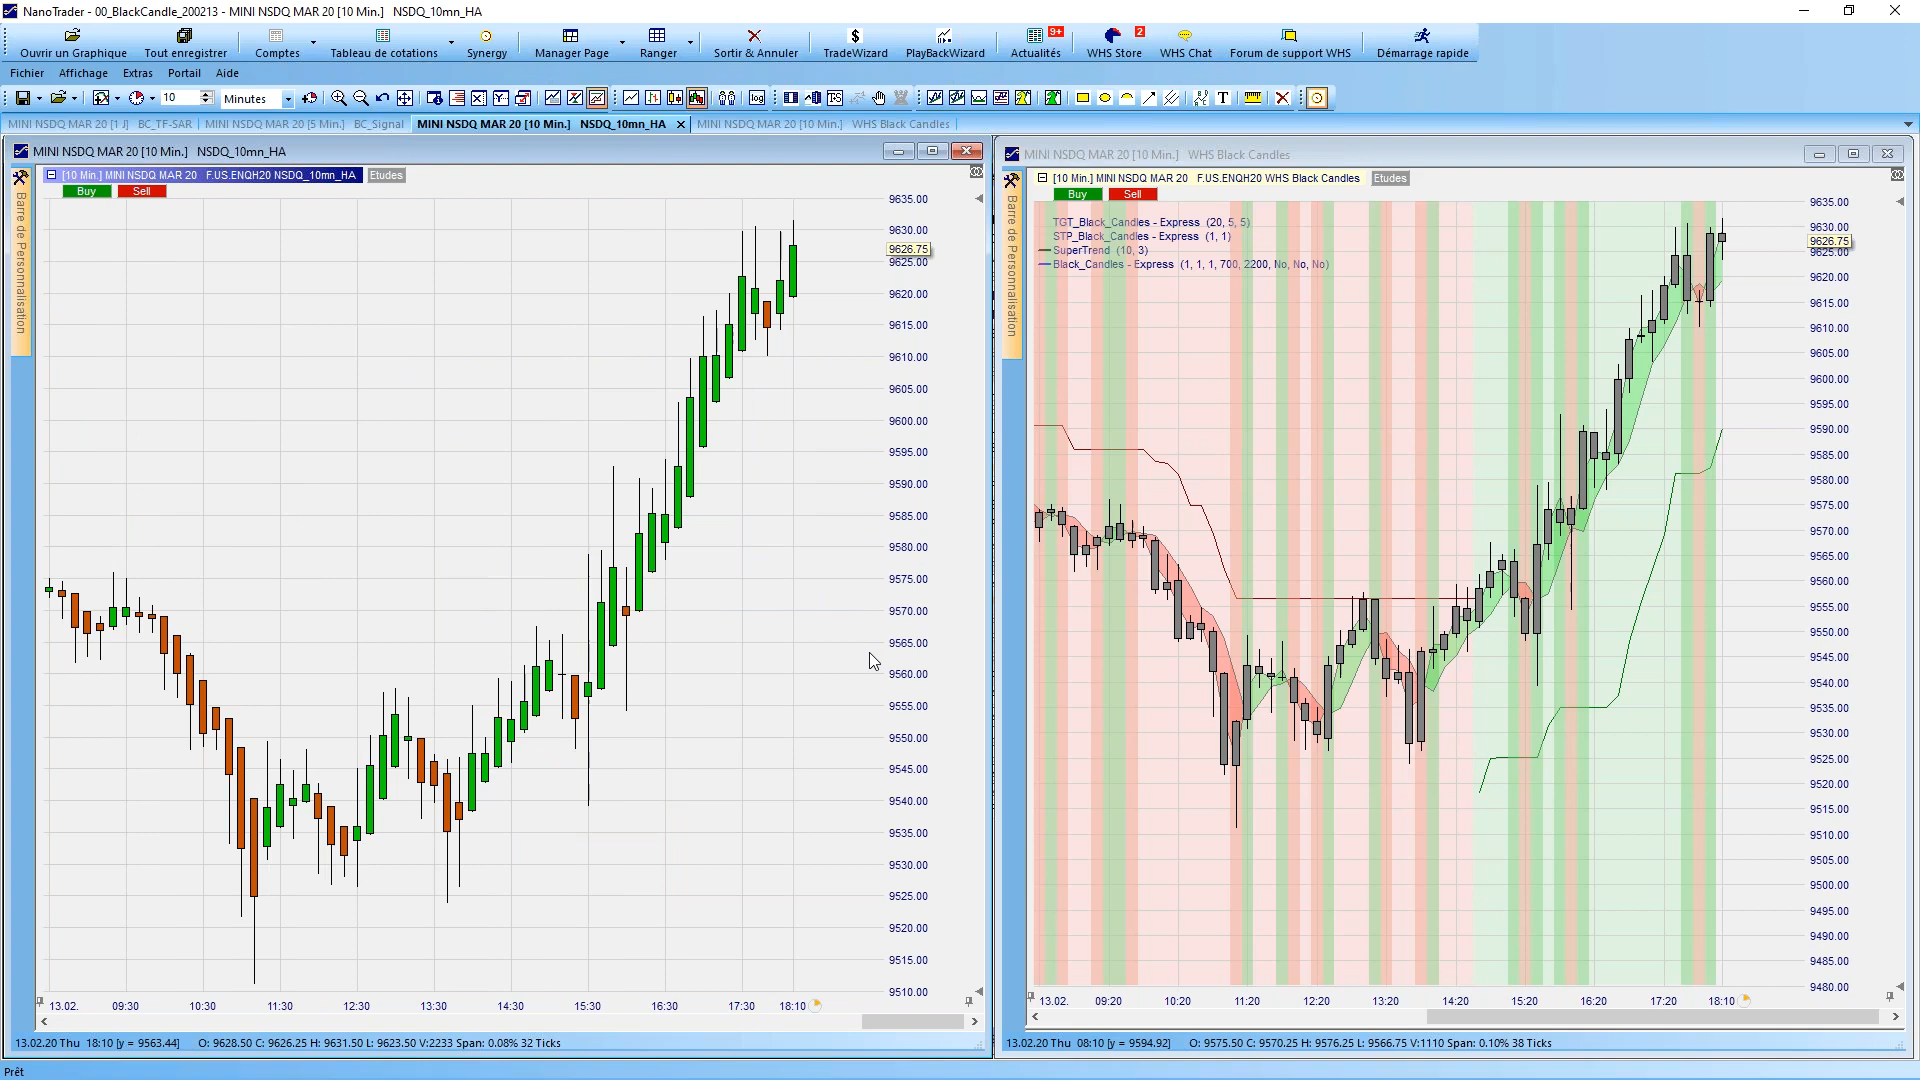 NanoTrader - 00_BlackCandle_200213 - MINI NSDQ MAR 20 [10 Min.] NSDQ_10mn_HA
Ouvrir un Graphique Tout enregistrer Comptes Tableau de cotations Synergy Manager Page Ranger Sortir & Annuler TradeWizard PlayBackWizard Actualités 9+ WHS Store 2 WHS Chat Forum de support WHS Démarrage rapide
Fichier Affichage Extras Portail Aide
10 Minutes
MINI NSDQ MAR 20 [1 J] BC_TF-SAR MINI NSDQ MAR 20 [5 Min.] BC_Signal MINI NSDQ MAR 20 [10 Min.] NSDQ_10mn_HA MINI NSDQ MAR 20 [10 Min.] WHS Black Candles
MINI NSDQ MAR 20 [10 Min.] NSDQ_10mn_HA
[10 Min.] MINI NSDQ MAR 20 F.US.ENQH20 NSDQ_10mn_HA Etudes
Buy Sell
Barre de Personnalisation
9635.00
9630.00
9626.75
9625.00
9620.00
9615.00
9610.00
9605.00
9600.00
9595.00
9590.00
9585.00
9580.00
9575.00
9570.00
9565.00
9560.00
9555.00
9550.00
9545.00
9540.00
9535.00
9530.00
9525.00
9520.00
9515.00
9510.00
13.02. 09:30 10:30 11:30 12:30 13:30 14:30 15:30 16:30 17:30 18:10
13.02.20 Thu 18:10 [y = 9563.44] O: 9628.50 C: 9626.25 H: 9631.50 L: 9623.50 V:2233 Span: 0.08% 32 Ticks
MINI NSDQ MAR 20 [10 Min.] WHS Black Candles
[10 Min.] MINI NSDQ MAR 20 F.US.ENQH20 WHS Black Candles Etudes
Buy Sell
Barre de Personnalisation
TGT_Black_Candles - Express (20, 5, 5)
STP_Black_Candles - Express (1, 1)
SuperTrend (10, 3)
Black_Candles - Express (1, 1, 1, 700, 2200, No, No, No)
9635.00
9630.00
9626.75
9625.00
9620.00
9615.00
9610.00
9605.00
9600.00
9595.00
9590.00
9585.00
9580.00
9575.00
9570.00
9565.00
9560.00
9555.00
9550.00
9545.00
9540.00
9535.00
9530.00
9525.00
9520.00
9515.00
9510.00
9505.00
9500.00
9495.00
9490.00
9485.00
9480.00
13.02. 09:20 10:20 11:20 12:20 13:20 14:20 15:20 16:20 17:20 18:10
13.02.20 Thu 08:10 [y = 9594.92] O: 9575.50 C: 9570.25 H: 9576.25 L: 9566.75 V:1110 Span: 0.10% 38 Ticks
Prêt